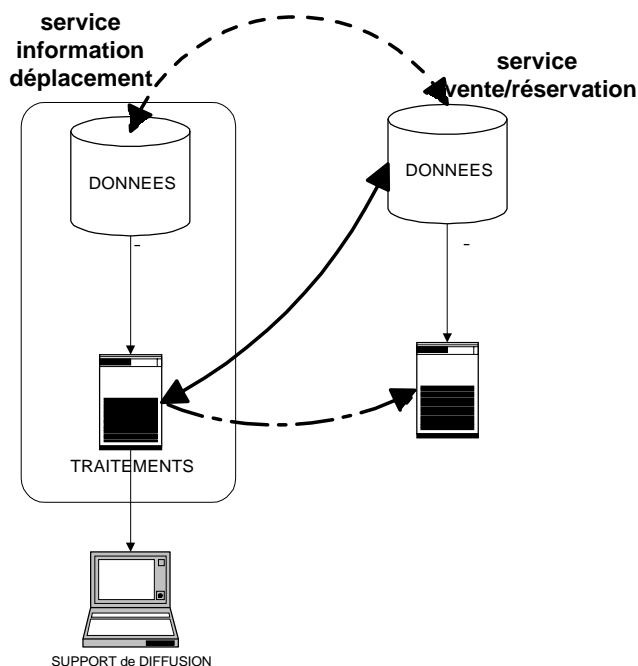 service
information
déplacement
service
vente/réservation
DONNEES
DONNEES
TRAITEMENTS
SUPPORT de DIFFUSION